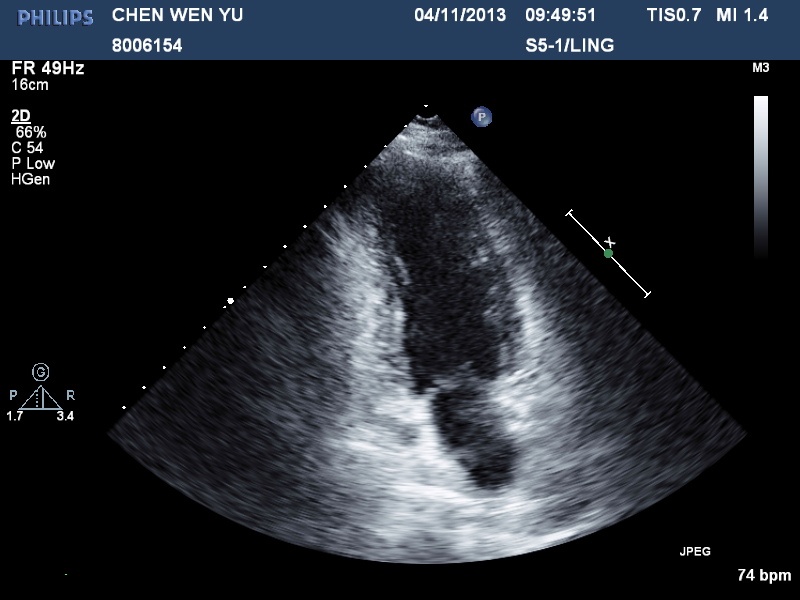 PHILIPS CHEN WEN YU 04/11/2013 09:49:51 TIS0.7 MI 1.4
8006154 S5-1/LING
FR 49Hz
16cm
M3
2D
66%
C 54
P Low
HGen
P
X
G
P R
1.7 3.4
JPEG
74 bpm